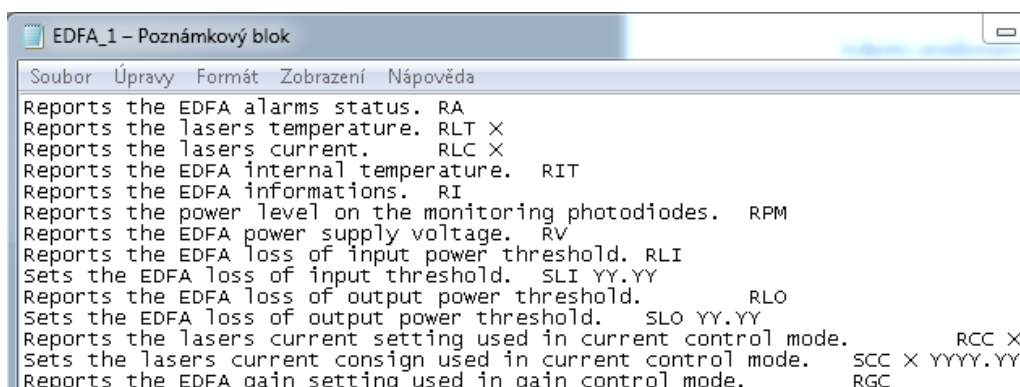 EDFA_1 – Poznámkový blok
Soubor Úpravy Formát Zobrazení Nápověda
Reports the EDFA alarms status. RA
Reports the lasers temperature. RLT X
Reports the lasers current. RLC X
Reports the EDFA internal temperature. RIT
Reports the EDFA informations. RI
Reports the power level on the monitoring photodiodes. RPM
Reports the EDFA power supply voltage. RV
Reports the EDFA loss of input power threshold. RLI
Sets the EDFA loss of input threshold. SLI YY.YY
Reports the EDFA loss of output power threshold. RLO
Sets the EDFA loss of output power threshold. SLO YY.YY
Reports the lasers current setting used in current control mode. RCC X
Sets the lasers current consign used in current control mode. SCC X YYYY.YY
Reports the EDFA gain setting used in gain control mode. RGC